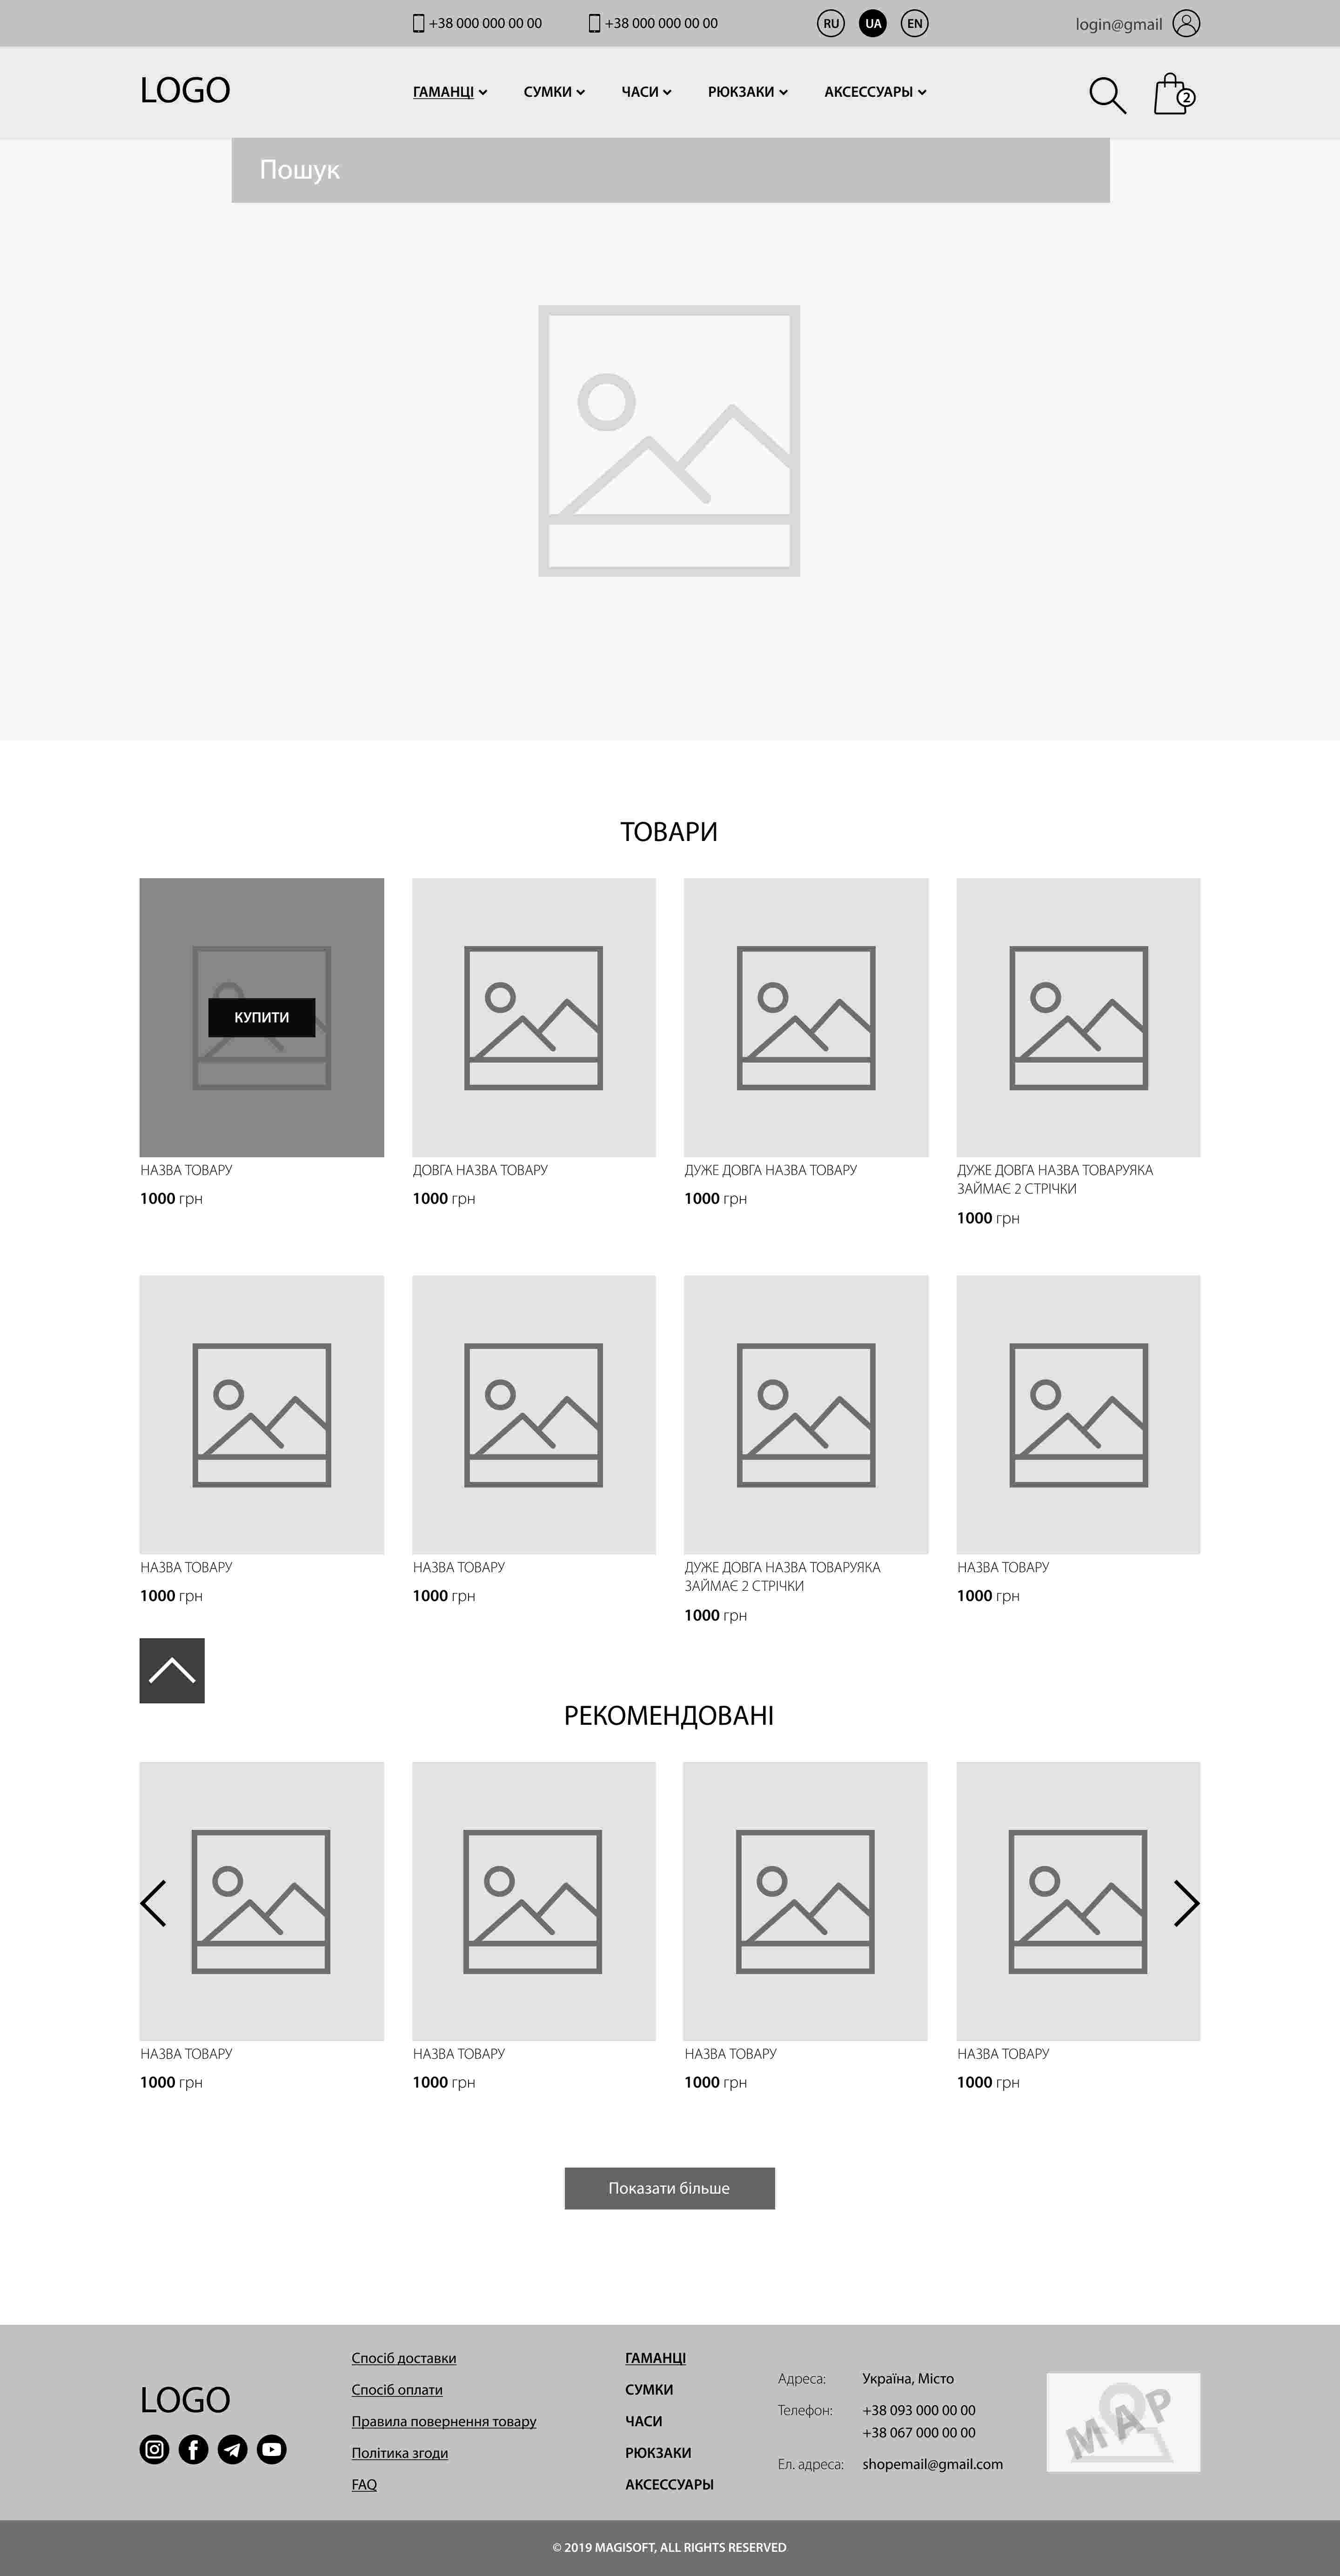 +38 000 000 00 00 +38 000 000 00 00 RU UA EN login@gmail
LOGO ГАМАНЦІ СУМКИ ЧАСИ РЮКЗАКИ АКСЕССУАРЫ 2
Пошук
ТОВАРИ
КУПИТИ
НАЗВА ТОВАРУ
1000 грн
ДОВГА НАЗВА ТОВАРУ
1000 грн
ДУЖЕ ДОВГА НАЗВА ТОВАРУ
1000 грн
ДУЖЕ ДОВГА НАЗВА ТОВАРУЯКА
ЗАЙМАЄ 2 СТРІЧКИ
1000 грн
НАЗВА ТОВАРУ
1000 грн
НАЗВА ТОВАРУ
1000 грн
ДУЖЕ ДОВГА НАЗВА ТОВАРУЯКА
ЗАЙМАЄ 2 СТРІЧКИ
1000 грн
НАЗВА ТОВАРУ
1000 грн
РЕКОМЕНДОВАНІ
НАЗВА ТОВАРУ
1000 грн
НАЗВА ТОВАРУ
1000 грн
НАЗВА ТОВАРУ
1000 грн
НАЗВА ТОВАРУ
1000 грн
Показати більше
LOGO
Спосіб доставки
Спосіб оплати
Правила повернення товару
Політика згоди
FAQ
ГАМАНЦІ
СУМКИ
ЧАСИ
РЮКЗАКИ
АКСЕССУАРЫ
Адреса: Україна, Місто
Телефон: +38 093 000 00 00
+38 067 000 00 00
Ел. адреса: shopemail@gmail.com
MAP
© 2019 MAGISOFT, ALL RIGHTS RESERVED